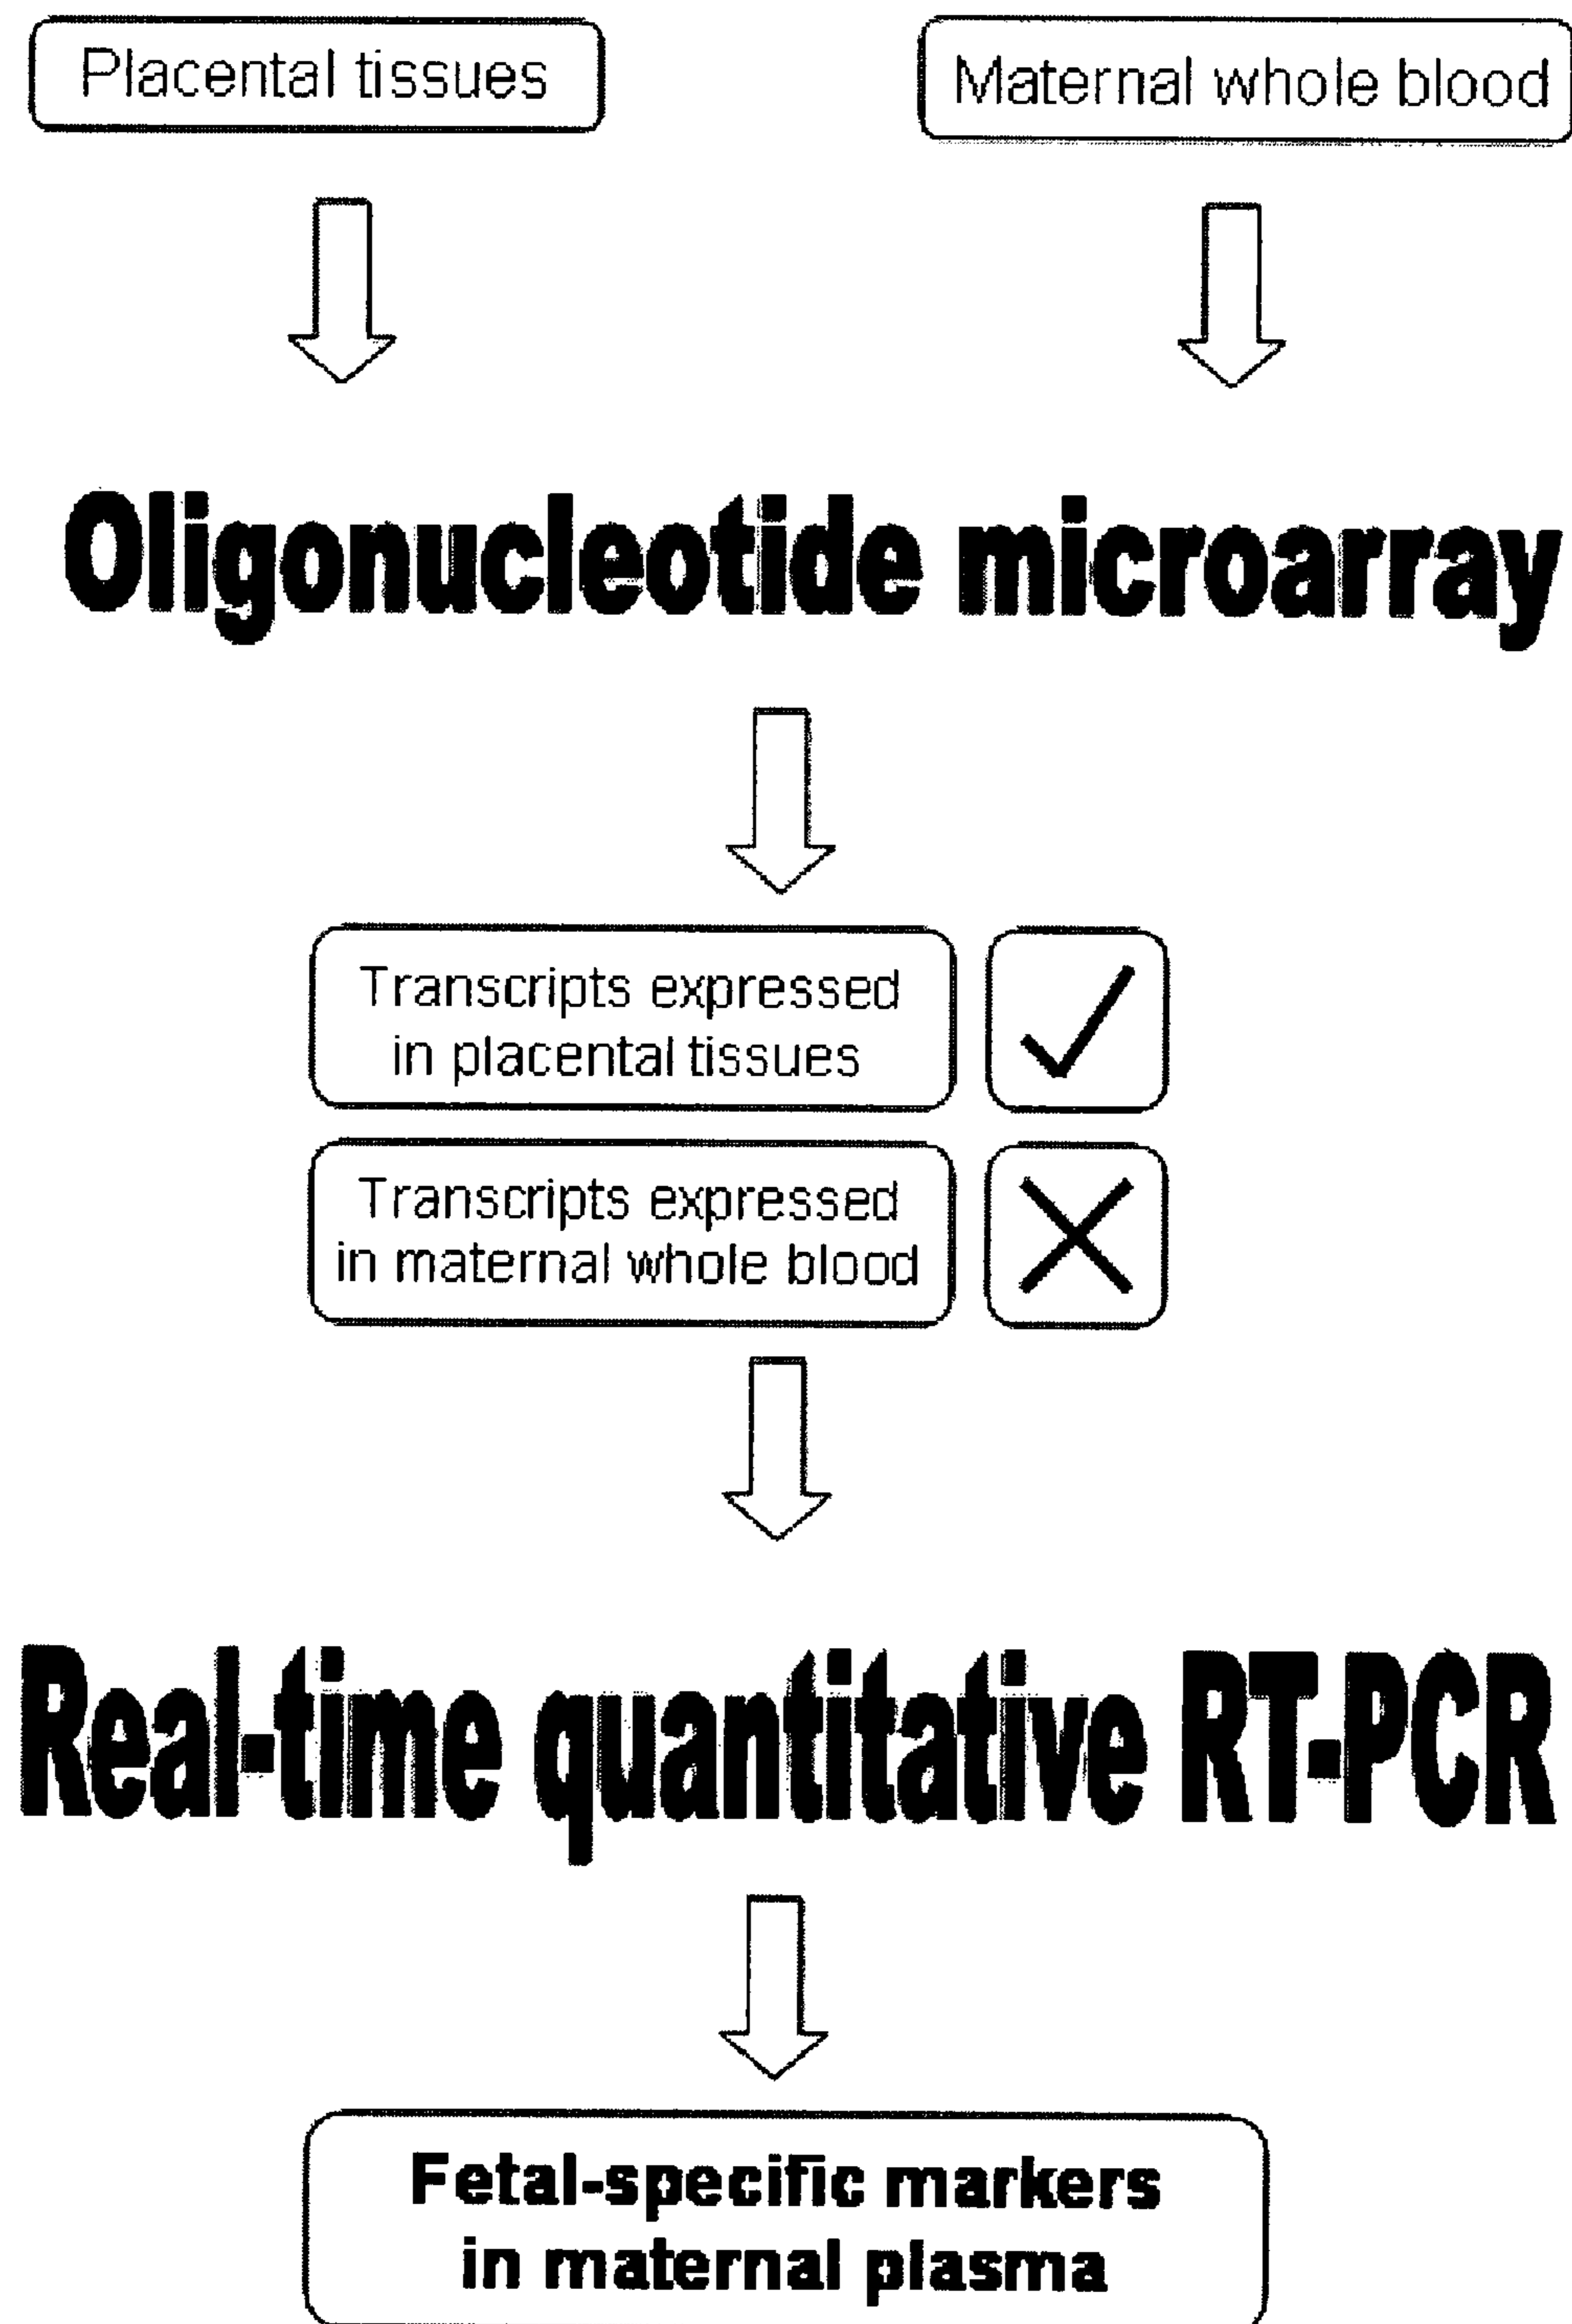 Placental tissues
Maternal whole blood
Oligonucleotide microarray
Transcripts expressed
in placental tissues
Transcripts expressed
in maternal whole blood
Real-time quantitative RT-PCR
Fetal-specific markers
in maternal plasma